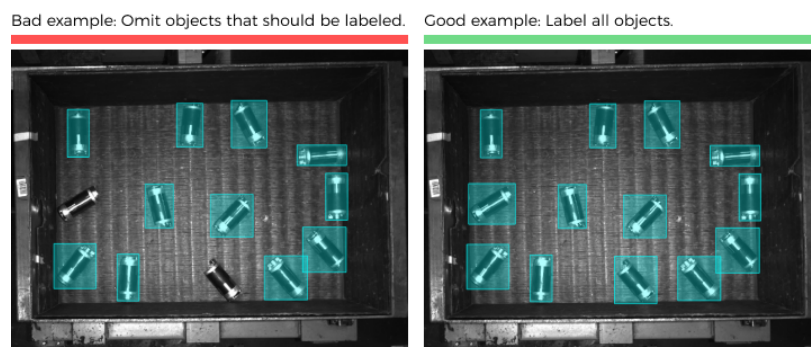 Bad example: Omit objects that should be labeled.
Good example: Label all objects.